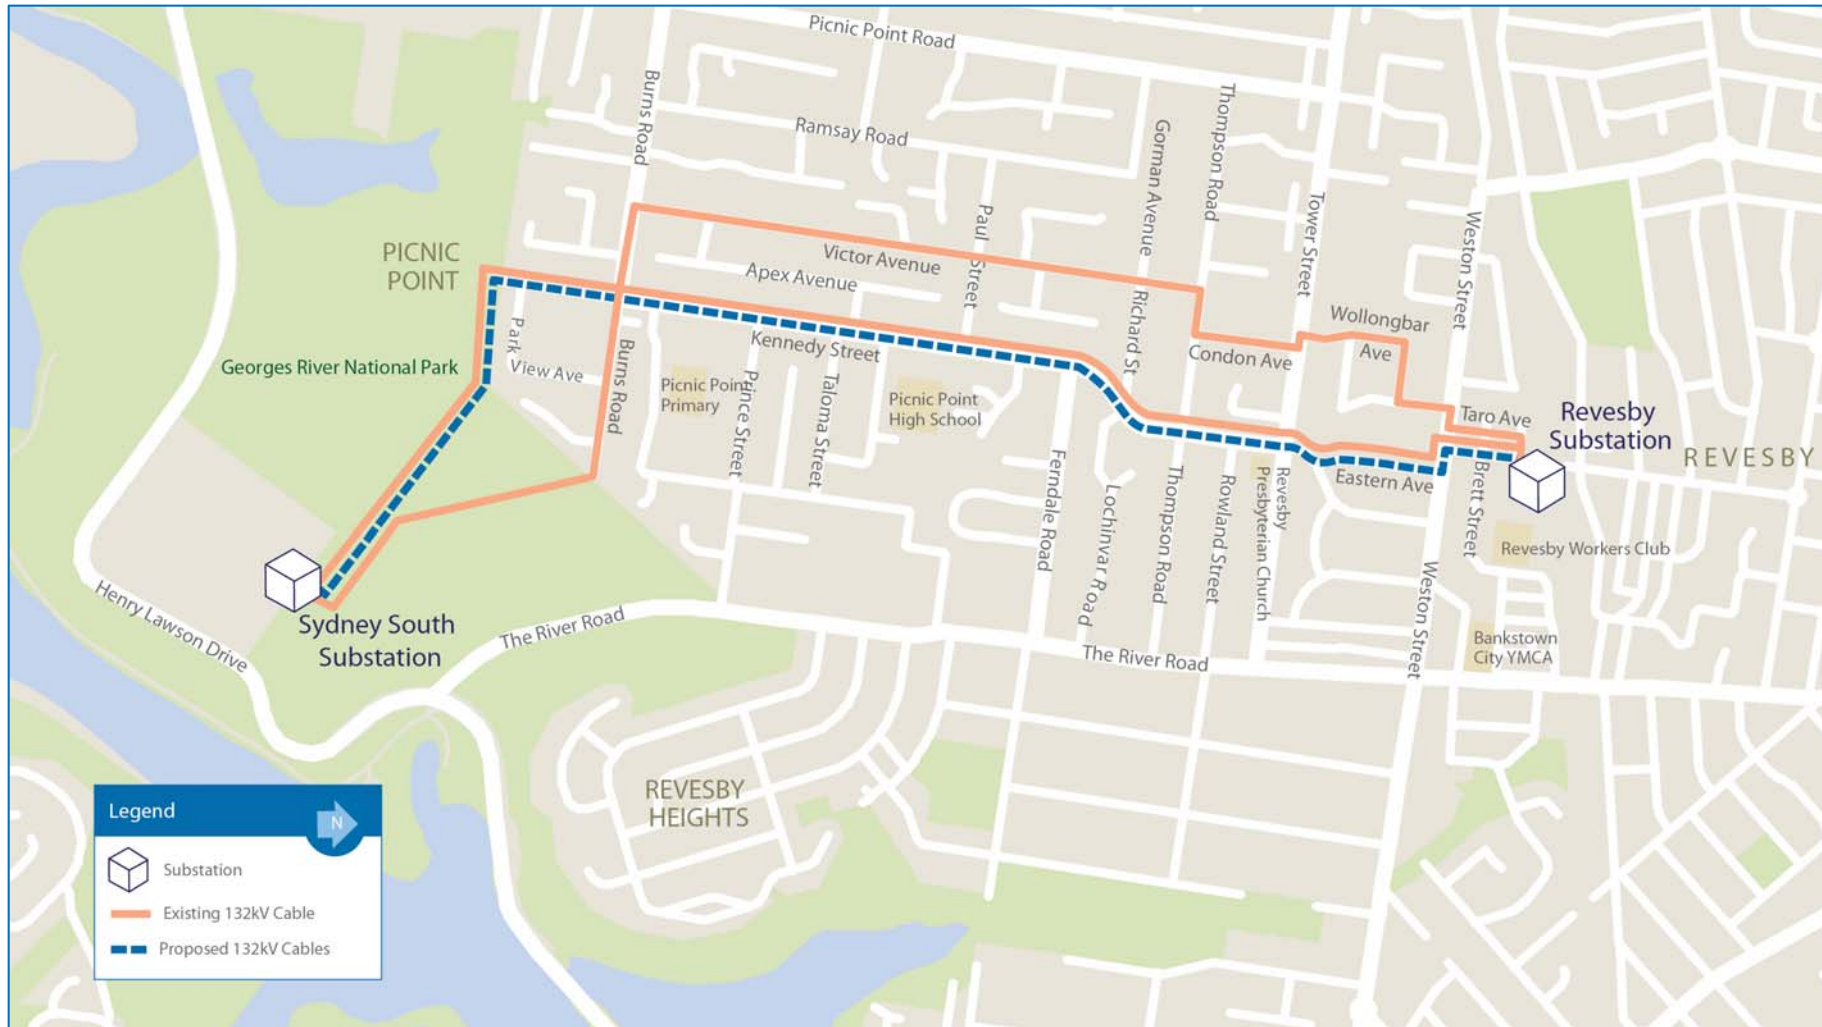 Picnic Point Road
Burns Road
Ramsay Road
Gorman Avenue
Thompson Road
Tower Street
Weston Street
PICNIC
POINT
Victor Avenue
Paul Street
Apex Avenue
Richard St
Wollongbar
Ave
Condon Ave
Georges River National Park
Park
View Ave
Burns Road
Kennedy Street
Picnic Point
Primary
Prince Street
Taloma Street
Picnic Point
High School
Taro Ave
Revesby
Substation
REVESBY
Ferndale Road
Lochinvar Road
Thompson Road
Rowland Street
Revesby
Presbyterian Church
Eastern Ave
Brett Street
Revesby Workers Club
Weston Street
Bankstown
City YMCA
Sydney South
Substation
Henry Lawson Drive
The River Road
The River Road
REVESBY
HEIGHTS
Legend
N
Substation
Existing 132kV Cable
Proposed 132kV Cables